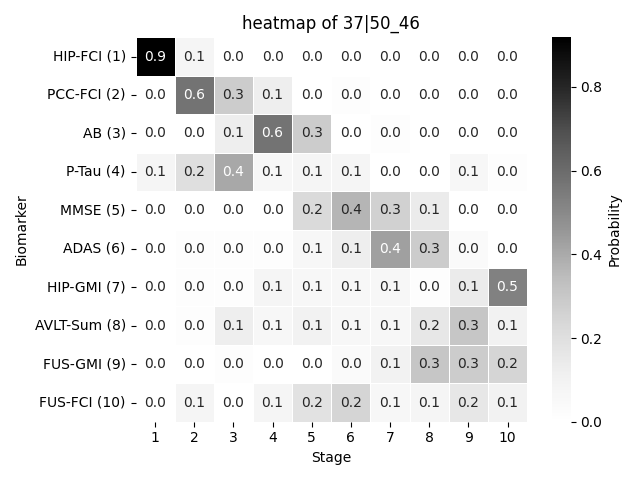 heatmap of 37|50_46
HIP-FCI (1) 0.9 0.1 0.0 0.0 0.0 0.0 0.0 0.0 0.0 0.0
PCC-FCI (2) 0.0 0.6 0.3 0.1 0.0 0.0 0.0 0.0 0.0 0.0
AB (3) 0.0 0.0 0.1 0.6 0.3 0.0 0.0 0.0 0.0 0.0
P-Tau (4) 0.1 0.2 0.4 0.1 0.1 0.1 0.0 0.0 0.1 0.0
MMSE (5) 0.0 0.0 0.0 0.0 0.2 0.4 0.3 0.1 0.0 0.0
ADAS (6) 0.0 0.0 0.0 0.0 0.1 0.1 0.4 0.3 0.0 0.0
HIP-GMI (7) 0.0 0.0 0.0 0.1 0.1 0.1 0.1 0.0 0.1 0.5
AVLT-Sum (8) 0.0 0.0 0.1 0.1 0.1 0.1 0.1 0.2 0.3 0.1
FUS-GMI (9) 0.0 0.0 0.0 0.0 0.0 0.0 0.1 0.3 0.3 0.2
FUS-FCI (10) 0.0 0.1 0.0 0.1 0.2 0.2 0.1 0.1 0.2 0.1
1 2 3 4 5 6 7 8 9 10
Stage
Biomarker
0.8
0.6
0.4
0.2
0.0
Probability